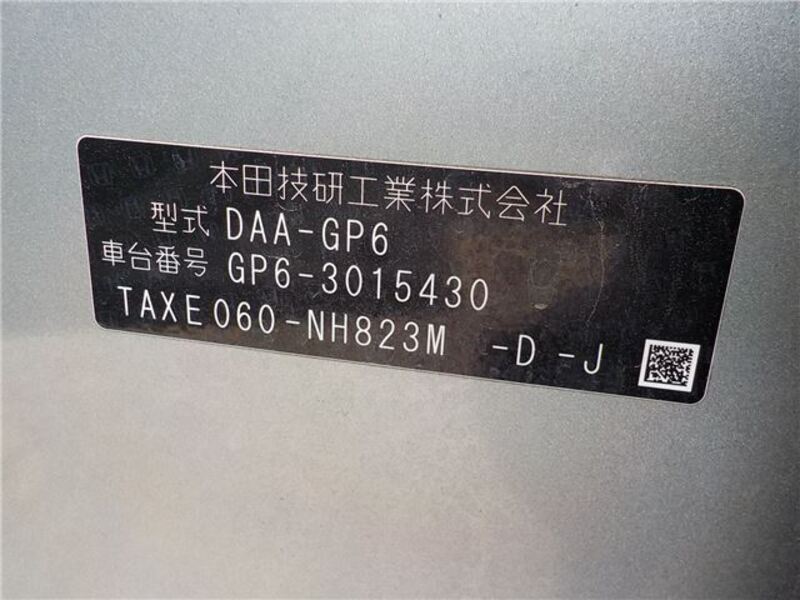 本田技研工業株式会社
型式 DAA-GP6
車台番号 GP6-3015430
TAXE060-NH823M -D -J